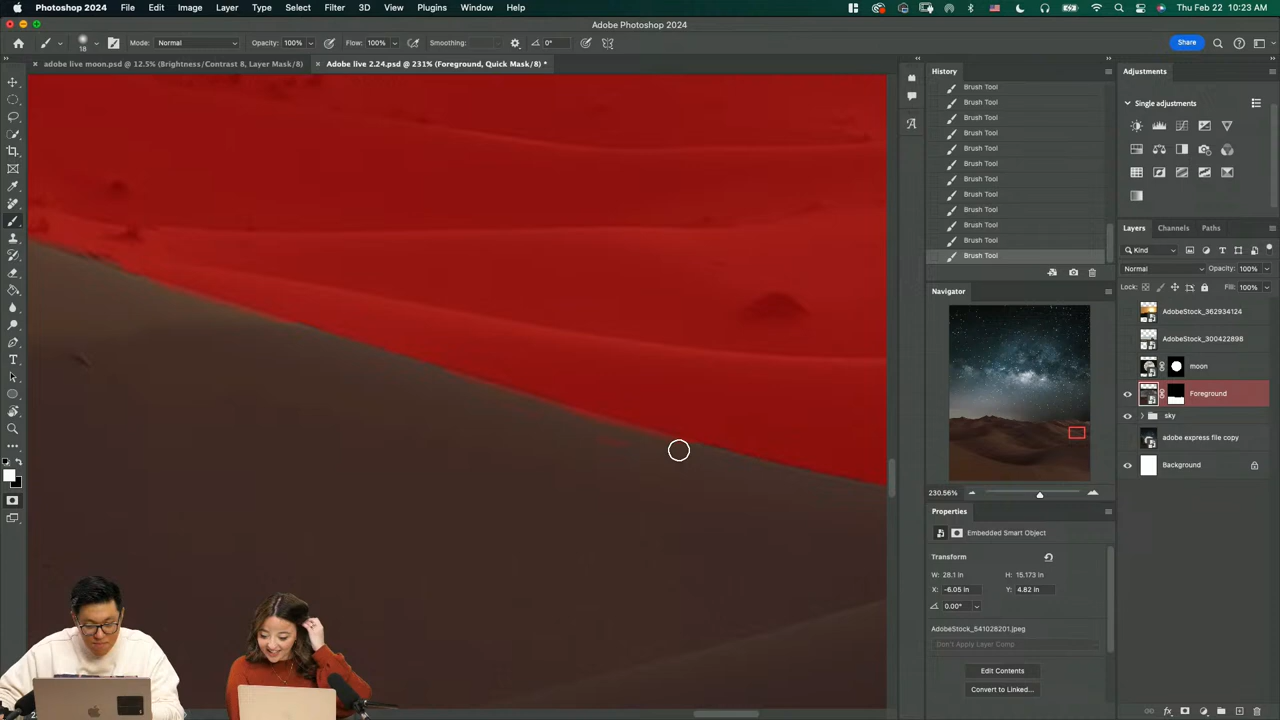 Photoshop 2024 File Edit Image Layer Type Select Filter 3D View Plugins Window Help Thu Feb 22 10:23 AM
Adobe Photoshop 2024
18 Mode: Normal Opacity: 100% Flow: 100% Smoothing: 0° Share
adobe live moon.psd @ 12.5% (Brightness/Contrast 8, Layer Mask/8) Adobe live 2.24.psd @ 231% (Foreground, Quick Mask/8) *
History
Brush Tool
Brush Tool
Brush Tool
Brush Tool
Brush Tool
Brush Tool
Brush Tool
Brush Tool
Brush Tool
Brush Tool
Brush Tool
Brush Tool
Navigator
230.56%
Properties
Embedded Smart Object
Transform
W: 28.1 in H: 15.173 in
X: -6.05 in Y: 4.82 in
0.00°
AdobeStock_541028201.jpeg
Don't Apply Layer Comp
Edit Contents
Convert to Linked...
Adjustments
Single adjustments
Layers Channels Paths
Kind
Normal Opacity: 100%
Lock: Fill: 100%
AdobeStock_362934124
AdobeStock_300422898
moon
Foreground
sky
adobe express file copy
Background